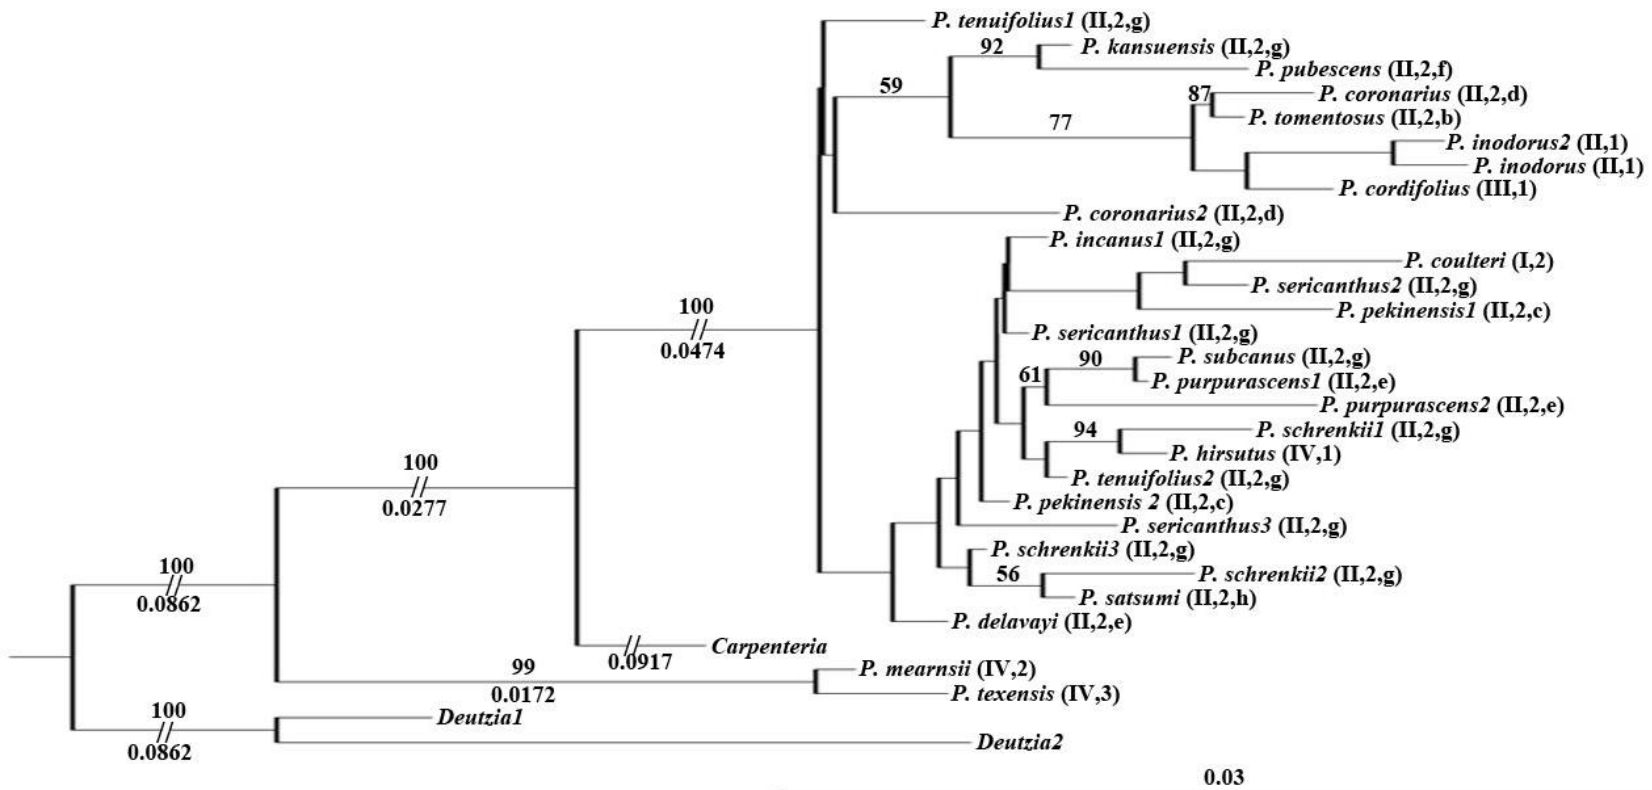 P. tenuifolius1 (II,2,g)
92 P. kansuensis (II,2,g)
P. pubescens (II,2,f)
59
87 P. coronarius (II,2,d)
P. tomentosus (II,2,b)
77
P. inodorus2 (II,1)
P. inodorus (II,1)
P. cordifolius (III,1)
P. coronarius2 (II,2,d)
P. incanus1 (II,2,g)
P. coulteri (I,2)
P. sericanthus2 (II,2,g)
100
P. pekinensis1 (II,2,c)
P. sericanthus1 (II,2,g)
0.0474
90 P. subcanus (II,2,g)
61 P. purpurascens1 (II,2,e)
P. purpurascens2 (II,2,e)
94 P. schrenkii1 (II,2,g)
P. hirsutus (IV,1)
100
P. tenuifolius2 (II,2,g)
P. pekinensis 2 (II,2,c)
0.0277
P. sericanthus3 (II,2,g)
P. schrenkii3 (II,2,g)
100
56 P. schrenkii2 (II,2,g)
P. satsumi (II,2,h)
0.0862
P. delavayi (II,2,e)
Carpenteria
0.0917
99 P. mearnsii (IV,2)
0.0172 P. texensis (IV,3)
100
Deutzia1
Deutzia2
0.0862
0.03